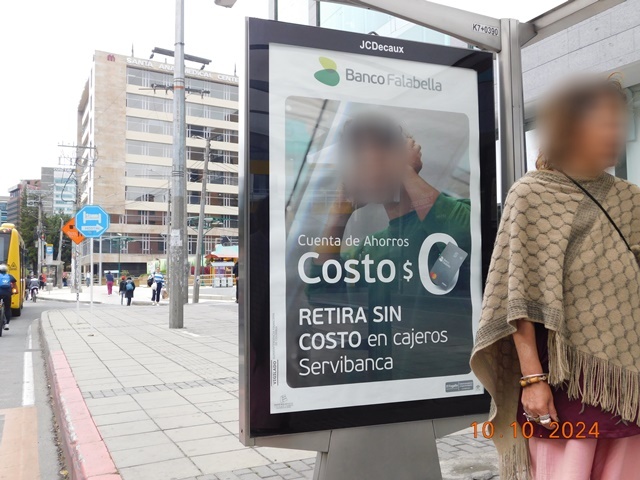 K7+0390
JCDecaux
Banco Falabella
Cuenta de Ahorros
Costo $0
RETIRA SIN
COSTO en cajeros
Servibanca
VIGILADO
10.10.2024